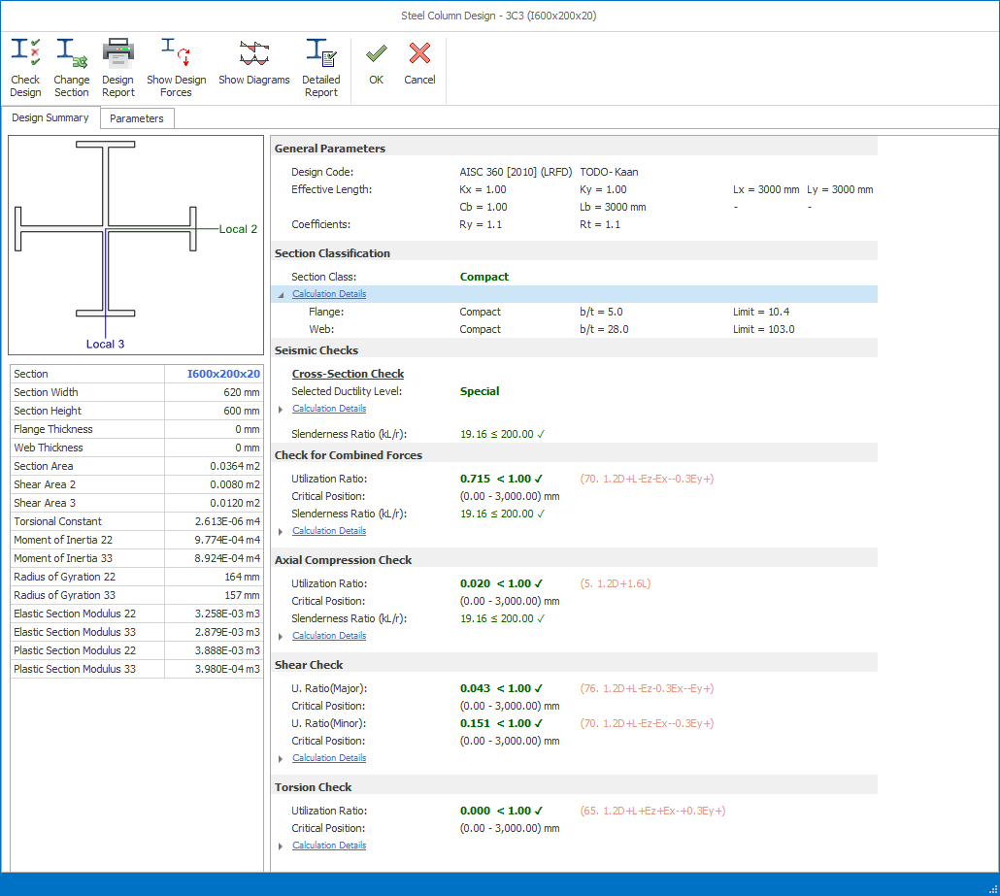 Steel Column Design - 3C3 (I600x200x20)
Check Design
Change Section
Design Report
Show Design Forces
Show Diagrams
Detailed Report
OK
Cancel
Design Summary
Parameters
Local 2
Local 3
Section I600x200x20
Section Width 620 mm
Section Height 600 mm
Flange Thickness 0 mm
Web Thickness 0 mm
Section Area 0.0364 m2
Shear Area 2 0.0080 m2
Shear Area 3 0.0120 m2
Torsional Constant 2.613E-06 m4
Moment of Inertia 22 9.774E-04 m4
Moment of Inertia 33 8.924E-04 m4
Radius of Gyration 22 164 mm
Radius of Gyration 33 157 mm
Elastic Section Modulus 22 3.258E-03 m3
Elastic Section Modulus 33 2.879E-03 m3
Plastic Section Modulus 22 3.888E-03 m3
Plastic Section Modulus 33 3.980E-04 m3
General Parameters
Design Code: AISC 360 [2010] (LRFD) TODO-Kaan
Effective Length: Kx = 1.00 Ky = 1.00 Lx = 3000 mm Ly = 3000 mm
Cb = 1.00 Lb = 3000 mm - -
Coefficients: Ry = 1.1 Rt = 1.1
Section Classification
Section Class: Compact
Calculation Details
Flange: Compact b/t = 5.0 Limit = 10.4
Web: Compact b/t = 28.0 Limit = 103.0
Seismic Checks
Cross-Section Check
Selected Ductility Level: Special
Calculation Details
Slenderness Ratio (kL/r): 19.16 ≤ 200.00 ✓
Check for Combined Forces
Utilization Ratio: 0.715 < 1.00 ✓ (70. 1.2D+L-Ez-Ex--0.3Ey+)
Critical Position: (0.00 - 3,000.00) mm
Slenderness Ratio (kL/r): 19.16 ≤ 200.00 ✓
Calculation Details
Axial Compression Check
Utilization Ratio: 0.020 < 1.00 ✓ (5. 1.2D+1.6L)
Critical Position: (0.00 - 3,000.00) mm
Slenderness Ratio (kL/r): 19.16 ≤ 200.00 ✓
Calculation Details
Shear Check
U. Ratio(Major): 0.043 < 1.00 ✓ (76. 1.2D+L-Ez-0.3Ex--Ey+)
Critical Position: (0.00 - 3,000.00) mm
U. Ratio(Minor): 0.151 < 1.00 ✓ (70. 1.2D+L-Ez-Ex--0.3Ey+)
Critical Position: (0.00 - 3,000.00) mm
Calculation Details
Torsion Check
Utilization Ratio: 0.000 < 1.00 ✓ (65. 1.2D+L+Ez+Ex-+0.3Ey+)
Critical Position: (0.00 - 3,000.00) mm
Calculation Details